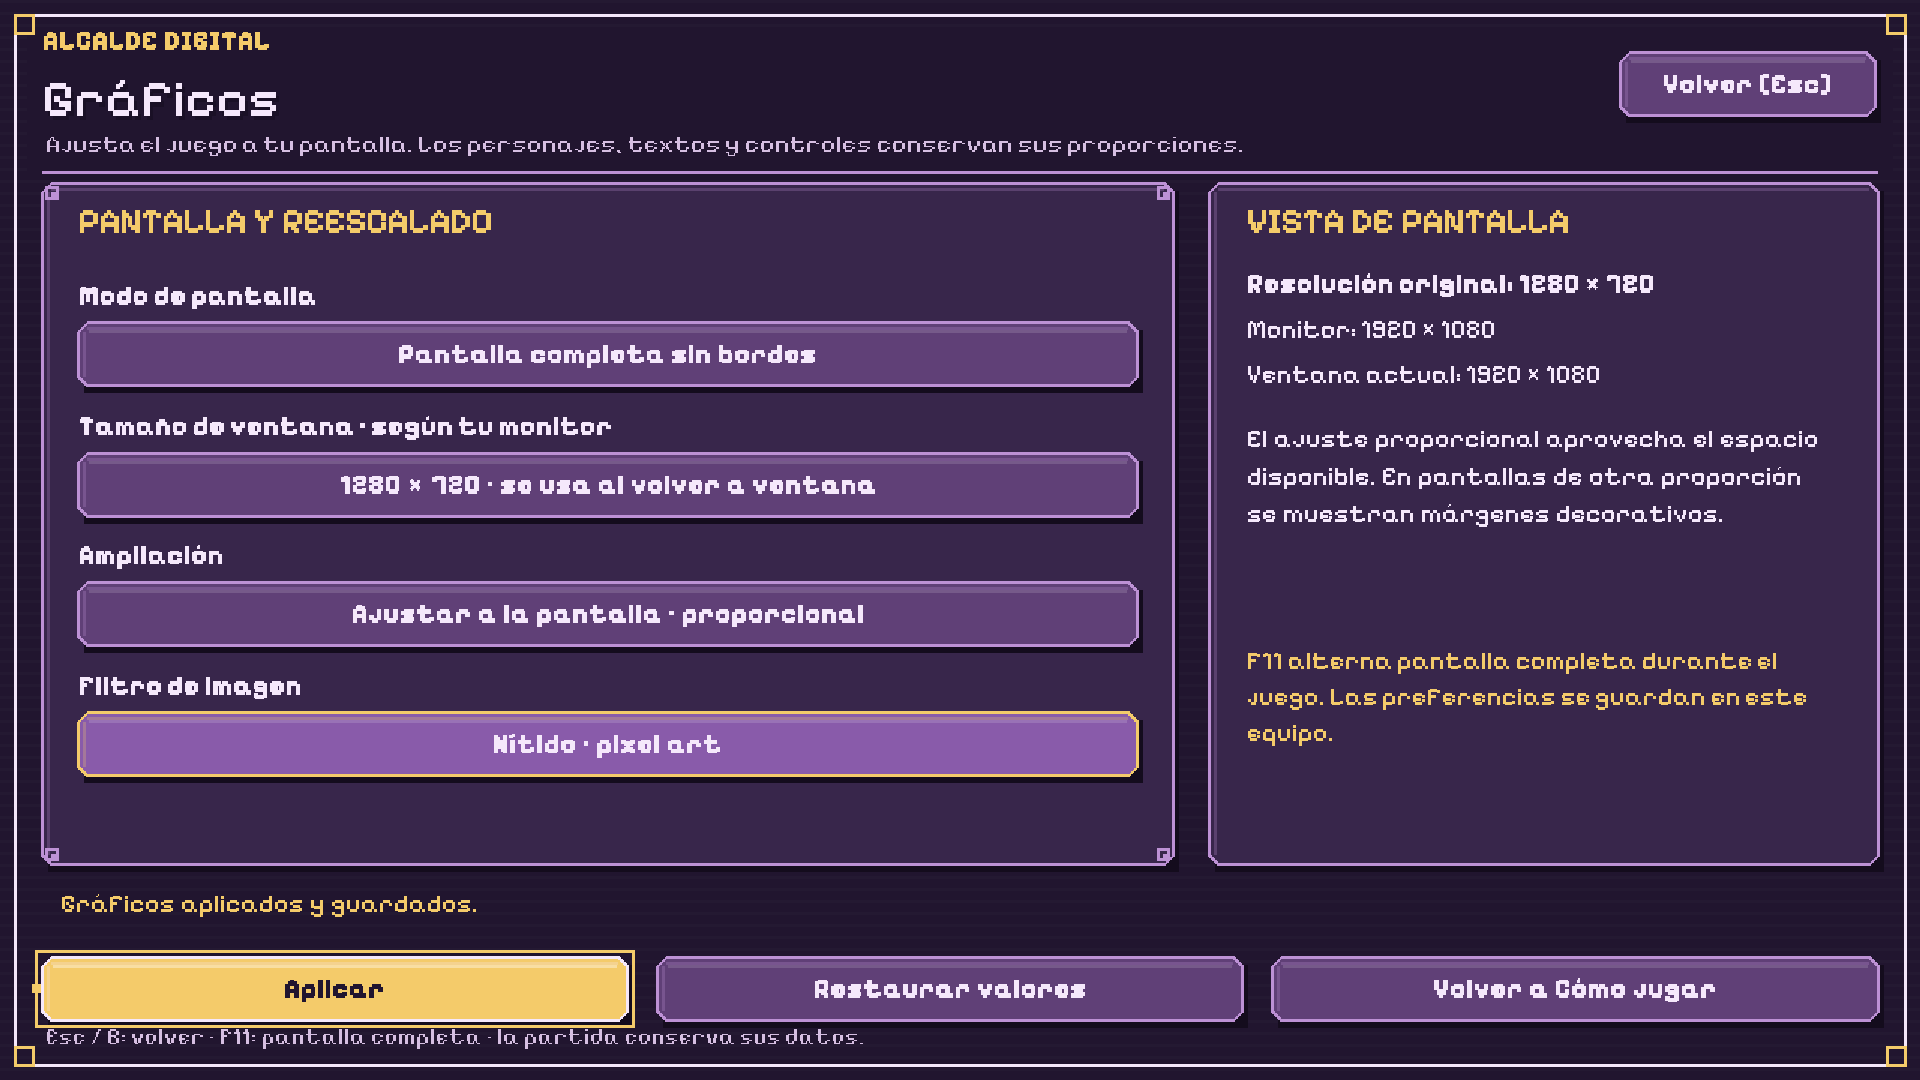 ALCALDE DIGITAL
Gráficos
Volver (Esc)
Ajusta el juego a tu pantalla. Los personajes, textos y controles conservan sus proporciones.
PANTALLA Y REESCALADO
Modo de pantalla
Pantalla completa sin bordes
Tamaño de ventana · según tu monitor
1280 × 720 · se usa al volver a ventana
Ampliación
Ajustar a la pantalla · proporcional
Filtro de imagen
Nítido · pixel art
VISTA DE PANTALLA
Resolución original: 1280 × 720
Monitor: 1920 × 1080
Ventana actual: 1920 × 1080
El ajuste proporcional aprovecha el espacio
disponible. En pantallas de otra proporción
se muestran márgenes decorativos.
F11 alterna pantalla completa durante el
juego. Las preferencias se guardan en este
equipo.
Gráficos aplicados y guardados.
Aplicar
Restaurar valores
Volver a Cómo jugar
Esc / B: volver · F11: pantalla completa · la partida conserva sus datos.